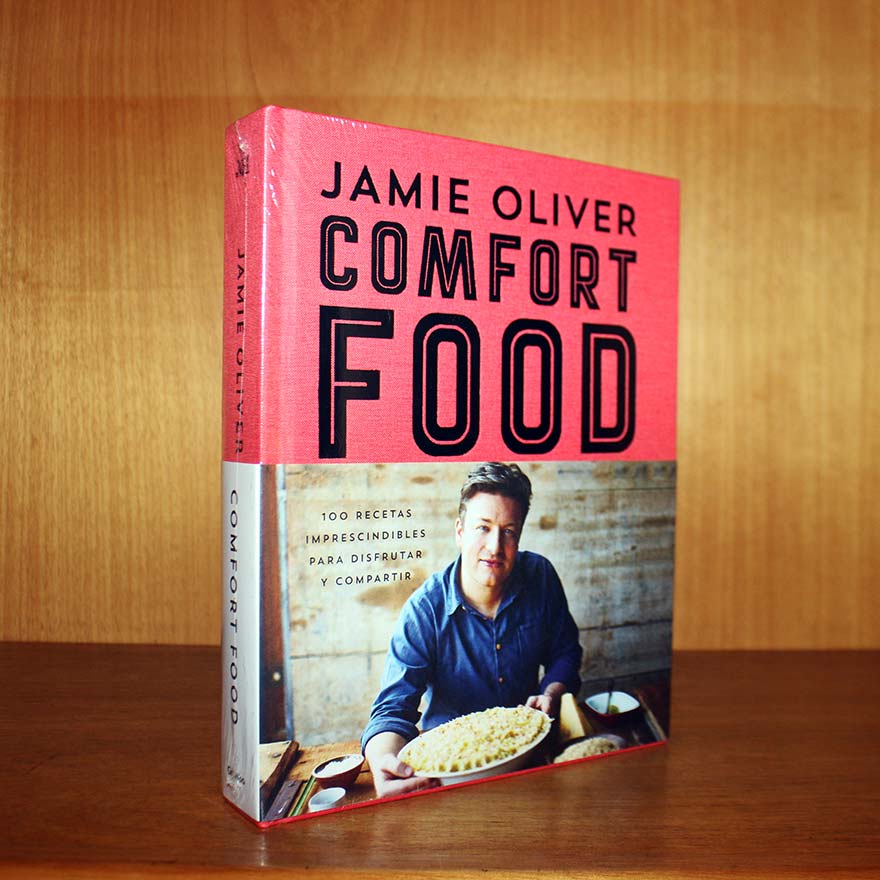 JAMIE OLIVER
COMFORT
FOOD
100 RECETAS
IMPRESCINDIBLES
PARA DISFRUTAR
Y COMPARTIR
JAMIE OLIVER
COMFORT FOOD